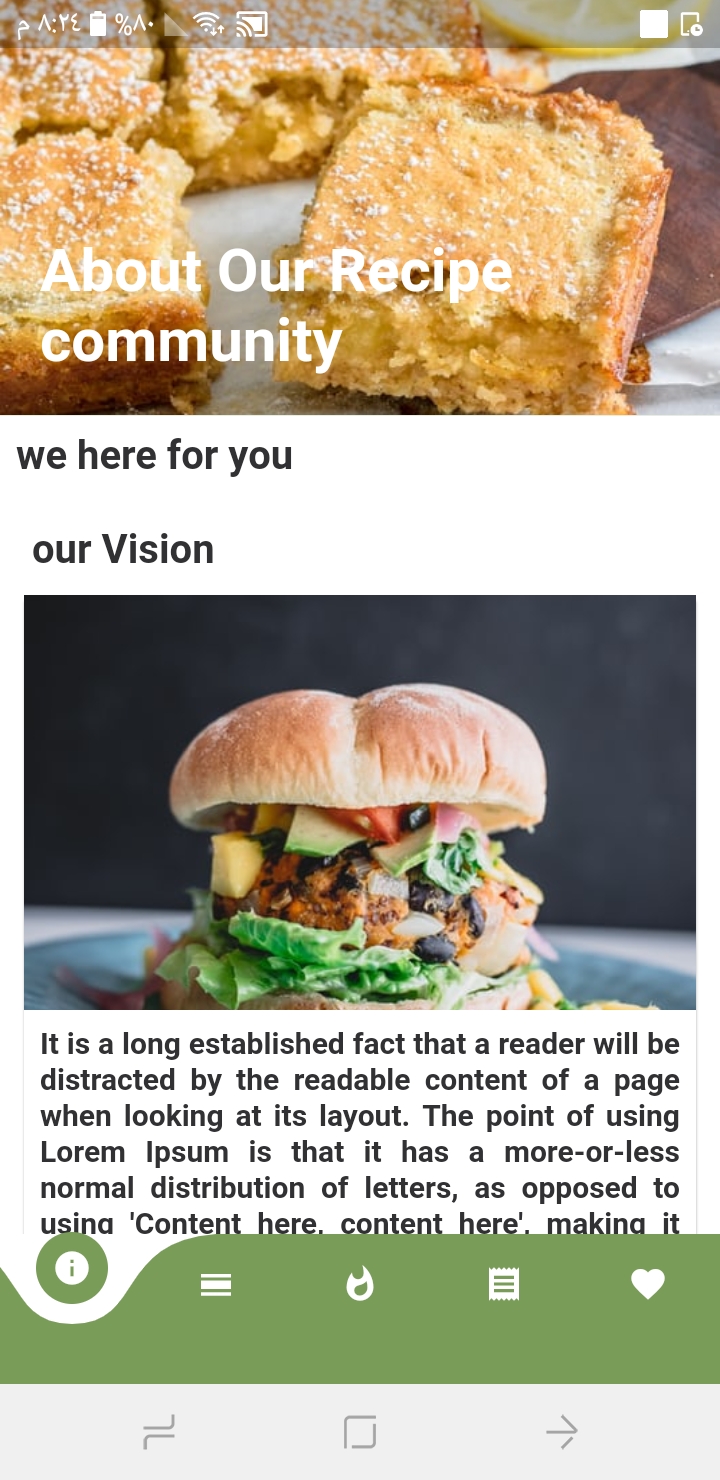 م ٨:٢٤ %٨٠
About Our Recipe
community
we here for you
our Vision
It is a long established fact that a reader will be
distracted by the readable content of a page
when looking at its layout. The point of using
Lorem Ipsum is that it has a more-or-less
normal distribution of letters, as opposed to
using 'Content here, content here', making it